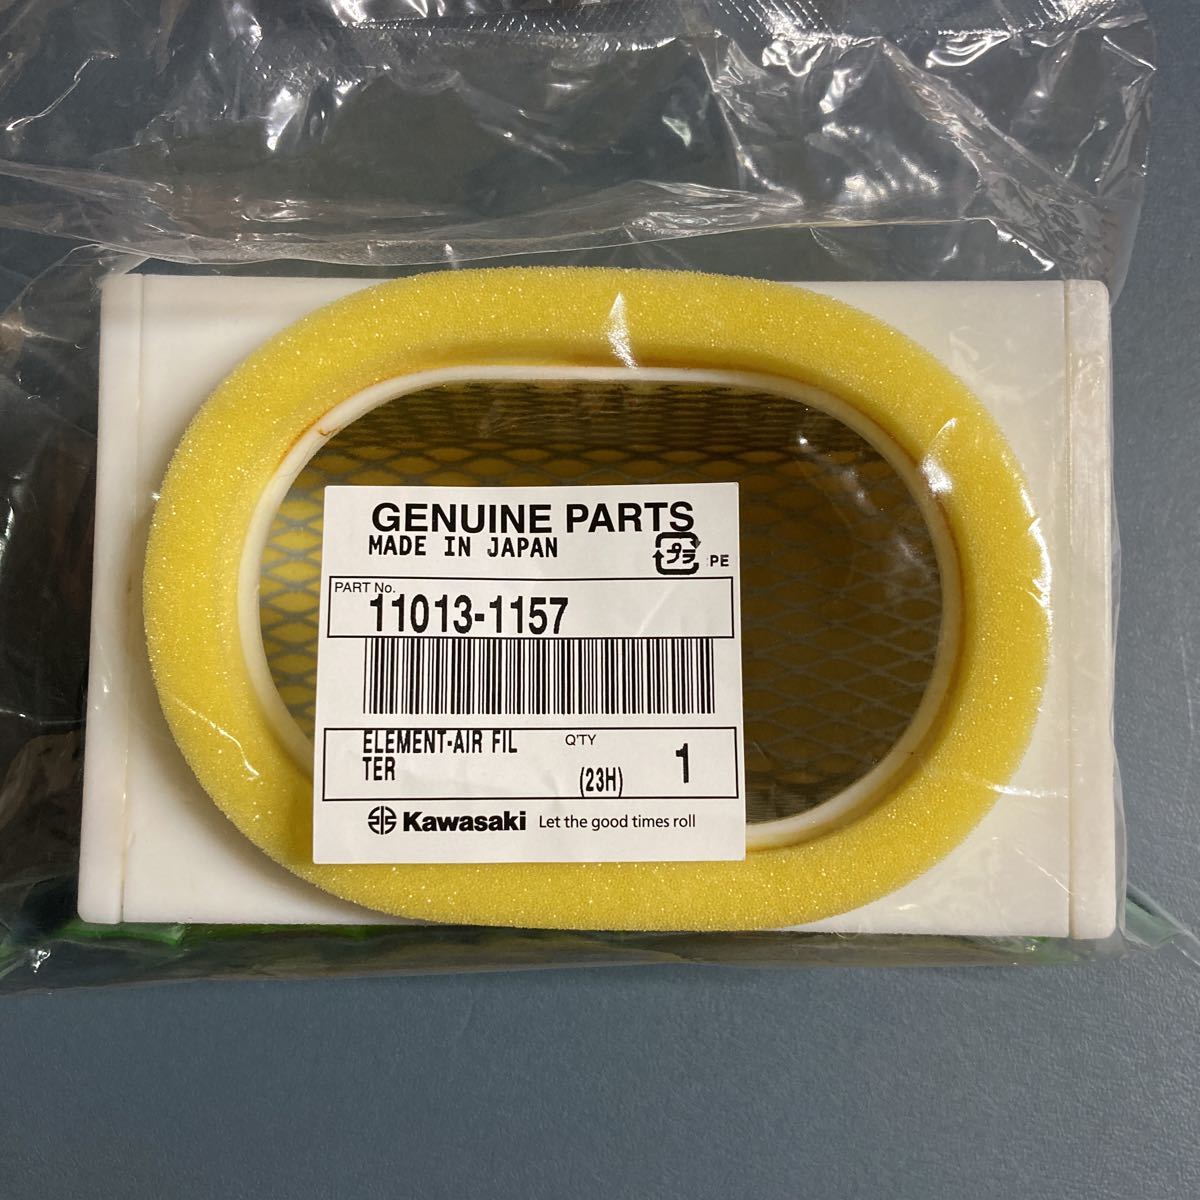 GENUINE PARTS
MADE IN JAPAN
プラ PE
PART No.
11013-1157
ELEMENT-AIR FIL
TER
Q'TY
(23H)
1
Kawasaki Let the good times roll